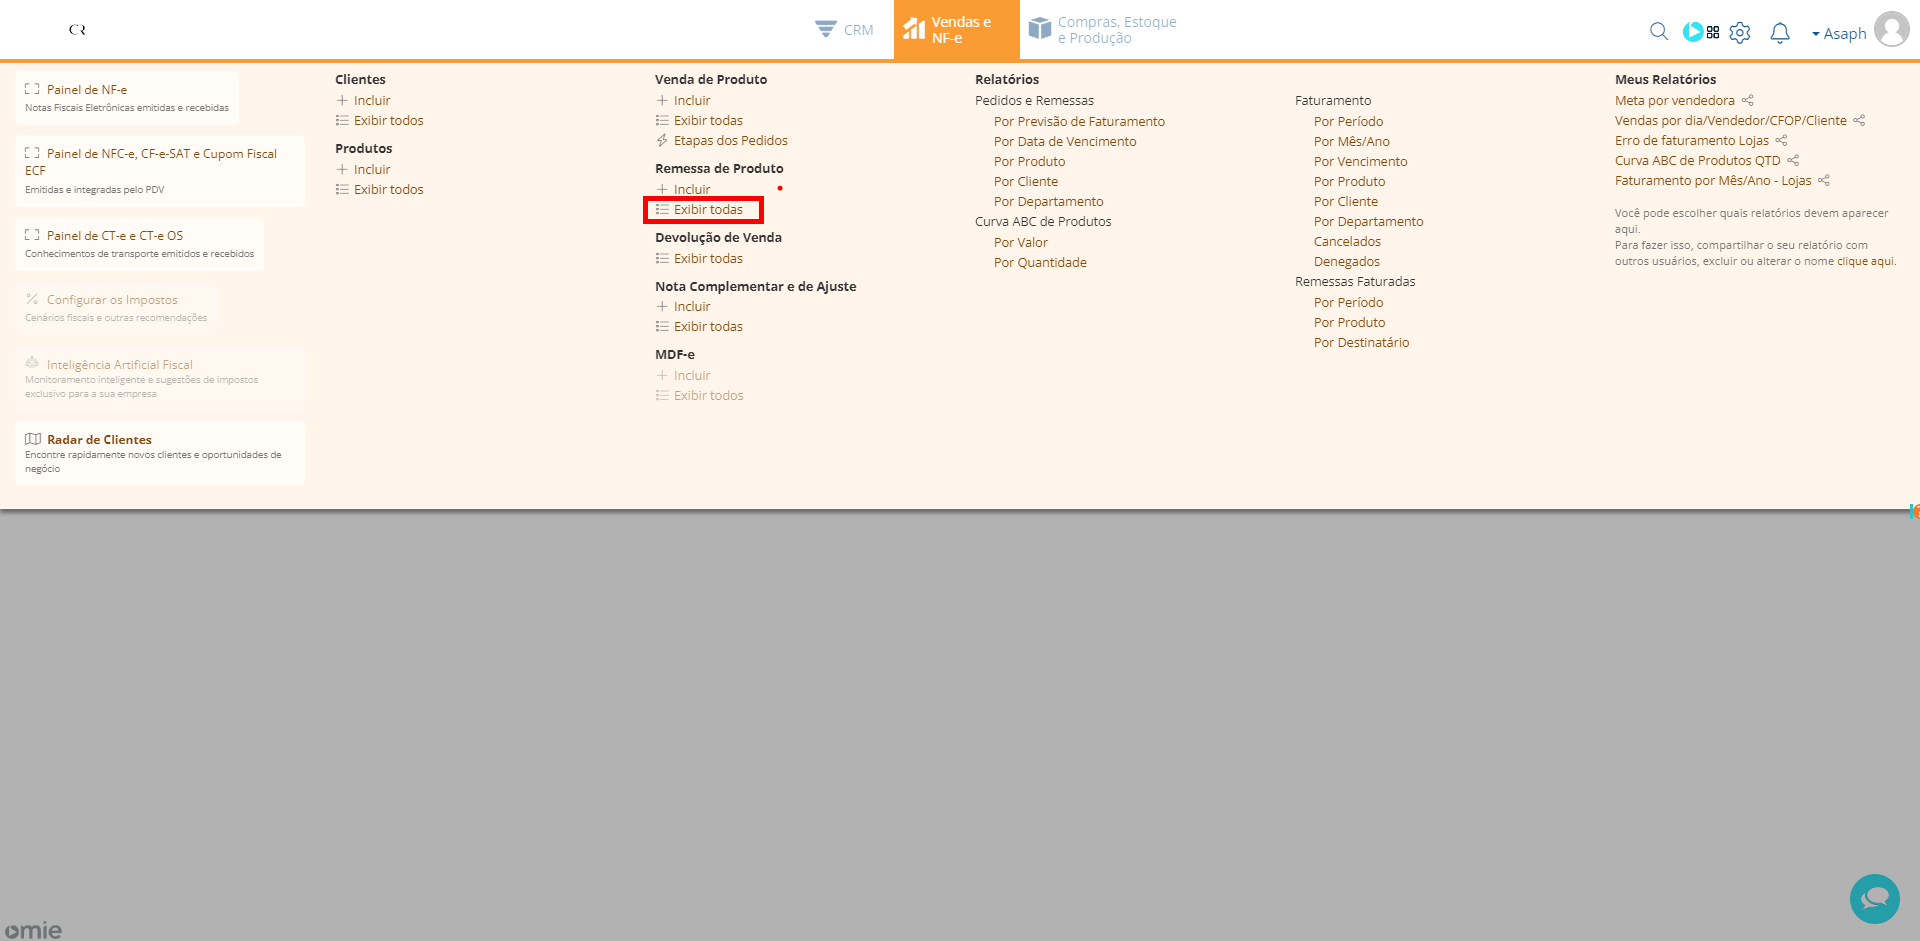 CR
CRM
Vendas e
NF-e
Compras, Estoque
e Produção
Asaph
Painel de NF-e
Notas Fiscais Eletrônicas emitidas e recebidas
Painel de NFC-e, CF-e-SAT e Cupom Fiscal
ECF
Emitidas e integradas pelo PDV
Painel de CT-e e CT-e OS
Conhecimentos de transporte emitidos e recebidos
Configurar os Impostos
Cenários fiscais e outras recomendações
Inteligência Artificial Fiscal
Monitoramento inteligente e sugestões de impostos
exclusivo para a sua empresa
Radar de Clientes
Encontre rapidamente novos clientes e oportunidades de
negócio
Clientes
Incluir
Exibir todos
Produtos
Incluir
Exibir todos
Venda de Produto
Incluir
Exibir todas
Etapas dos Pedidos
Remessa de Produto
Incluir
Exibir todas
Devolução de Venda
Exibir todas
Nota Complementar e de Ajuste
Incluir
Exibir todas
MDF-e
Incluir
Exibir todos
Relatórios
Pedidos e Remessas
Por Previsão de Faturamento
Por Data de Vencimento
Por Produto
Por Cliente
Por Departamento
Curva ABC de Produtos
Por Valor
Por Quantidade
Faturamento
Por Período
Por Mês/Ano
Por Vencimento
Por Produto
Por Cliente
Por Departamento
Cancelados
Denegados
Remessas Faturadas
Por Período
Por Produto
Por Destinatário
Meus Relatórios
Meta por vendedora
Vendas por dia/Vendedor/CFOP/Cliente
Erro de faturamento Lojas
Curva ABC de Produtos QTD
Faturamento por Mês/Ano - Lojas
Você pode escolher quais relatórios devem aparecer
aqui.
Para fazer isso, compartilhar o seu relatório com
outros usuários, excluir ou alterar o nome clique aqui.
omie